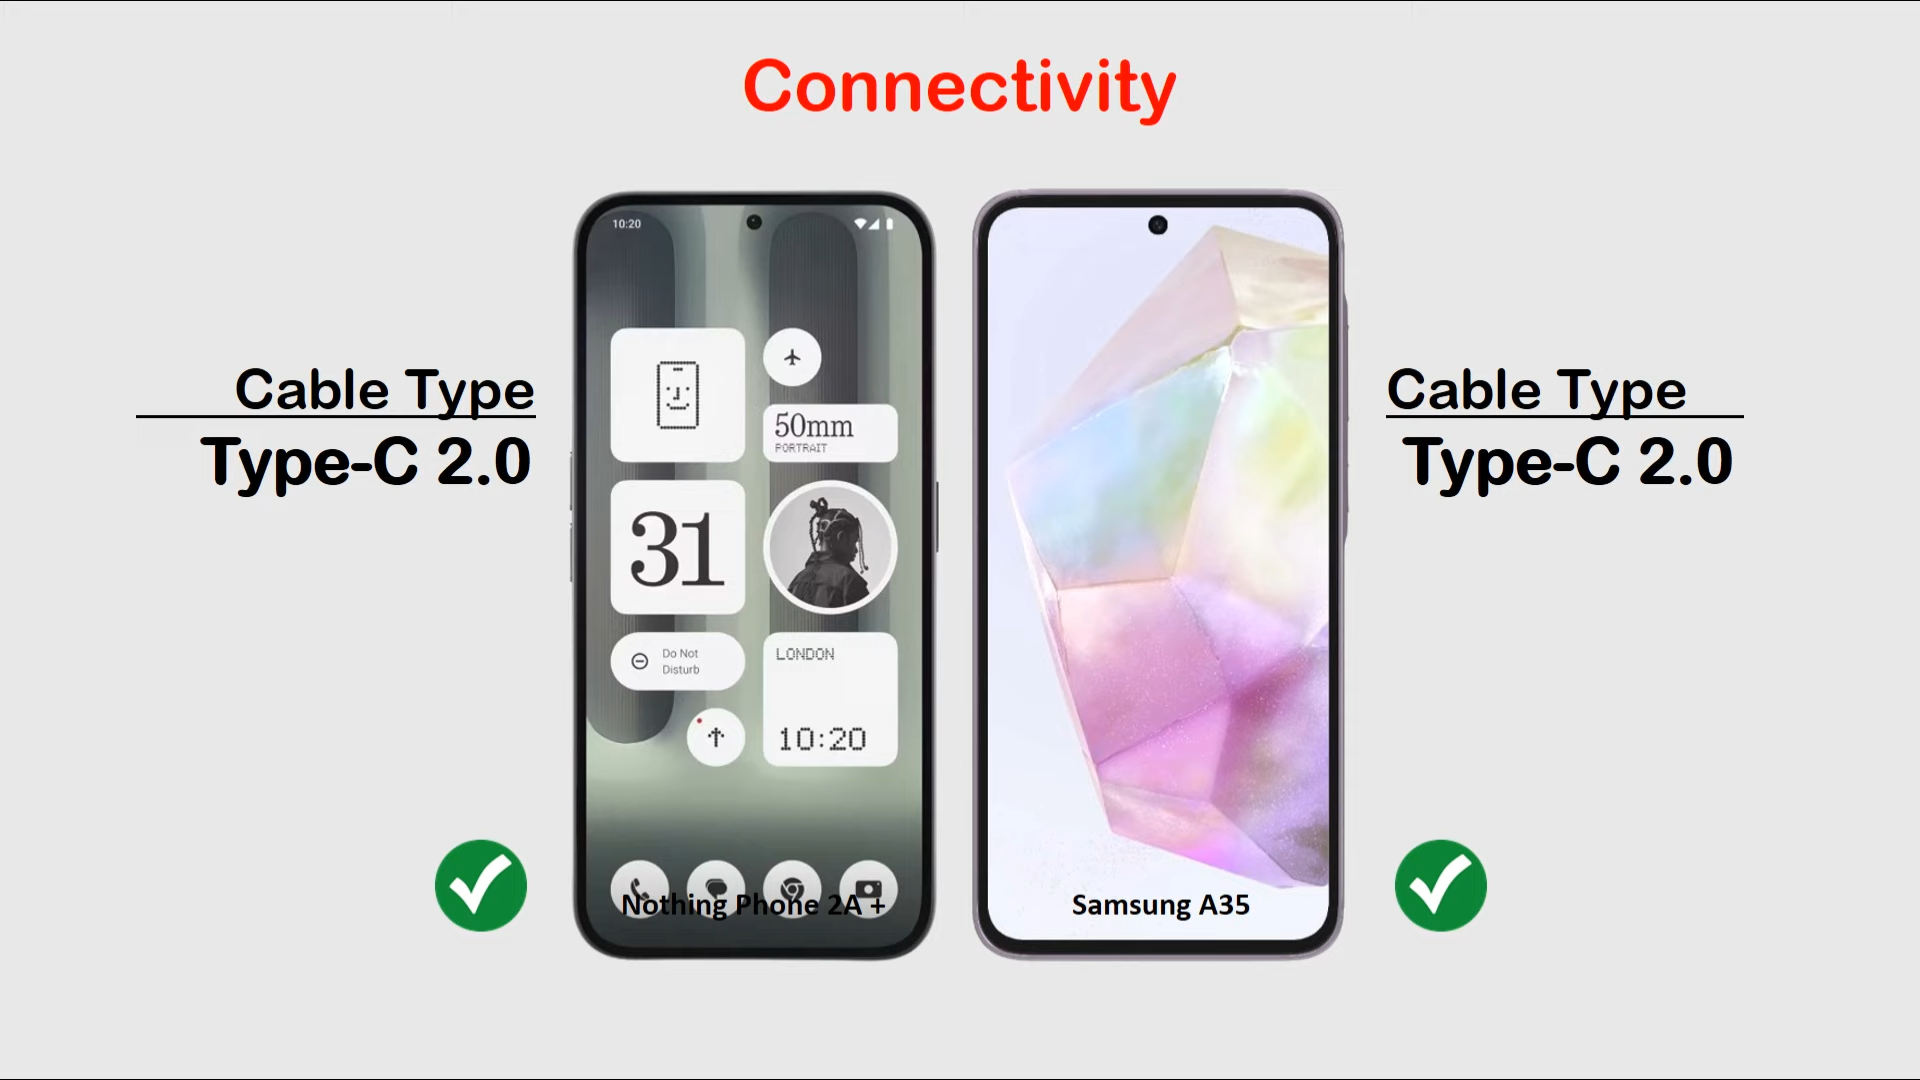 Connectivity
Cable Type
Type-C 2.0
10:20
50mm
PORTRAIT
31
Do Not
Disturb
LONDON
10:20
Nothing Phone 2A +
Samsung A35
Cable Type
Type-C 2.0